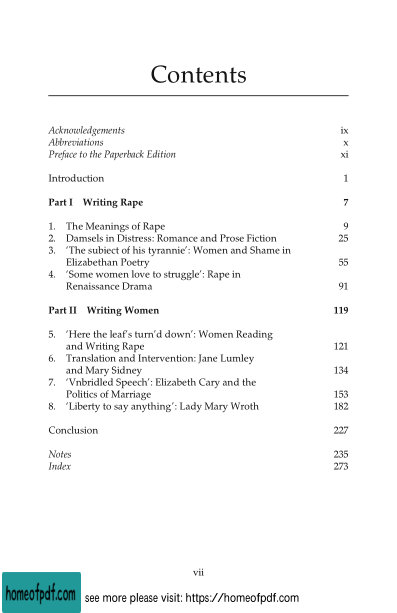 Contents
Acknowledgements ix
Abbreviations x
Preface to the Paperback Edition xi
Introduction 1
Part I Writing Rape 7
1. The Meanings of Rape 9
2. Damsels in Distress: Romance and Prose Fiction 25
3. ‘The subiect of his tyrannie’: Women and Shame in
Elizabethan Poetry 55
4. ‘Some women love to struggle’: Rape in
Renaissance Drama 91
Part II Writing Women 119
5. ‘Here the leaf’s turn’d down’: Women Reading
and Writing Rape 121
6. Translation and Intervention: Jane Lumley
and Mary Sidney 134
7. ‘Vnbridled Speech’: Elizabeth Cary and the
Politics of Marriage 153
8. ‘Liberty to say anything’: Lady Mary Wroth 182
Conclusion 227
Notes 235
Index 273
vii
homeofpdf.com see more please visit: https://homeofpdf.com